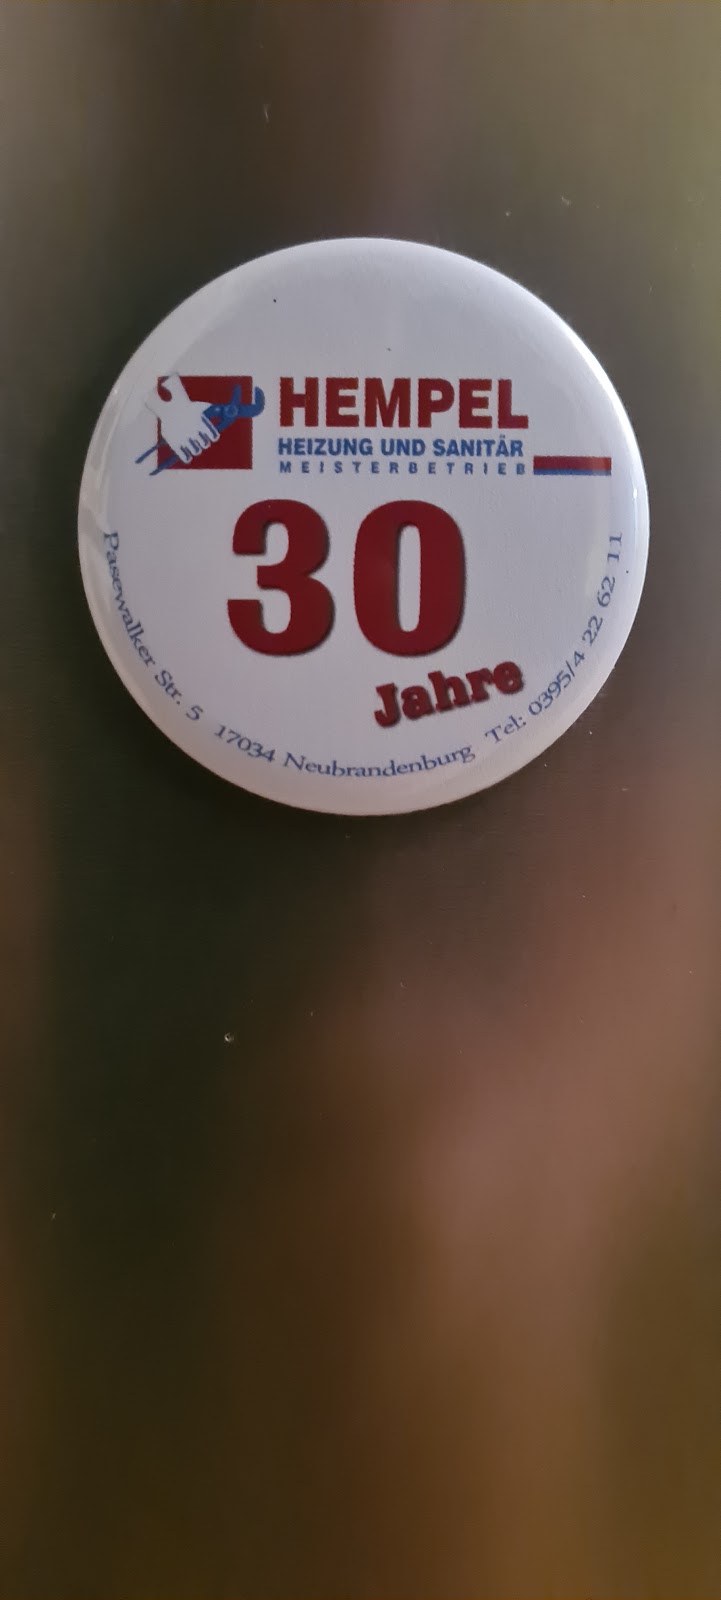 HEMPEL
HEIZUNG UND SANITÄR
MEISTERBETRIEB
30
Jahre
Pasewalker Str. 5 17034 Neubrandenburg Tel: 0395/4 22 62 11